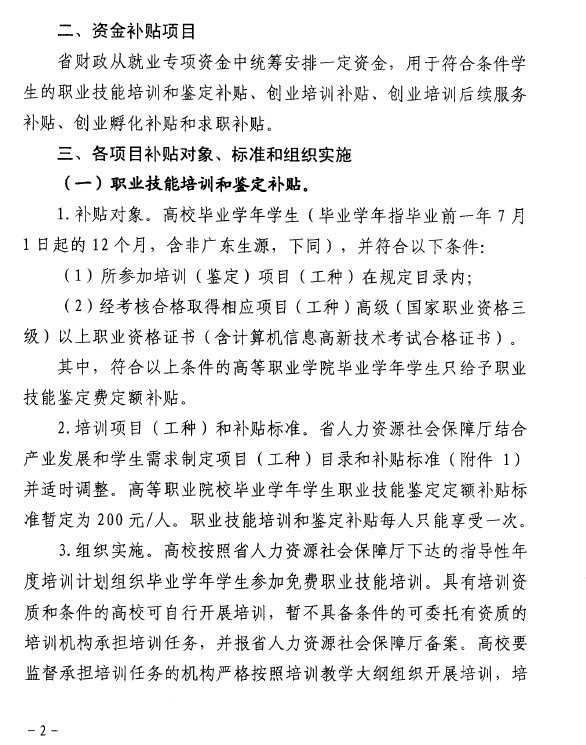 二、资金补贴项目
省财政从就业专项资金中统筹安排一定资金，用于符合条件学
生的职业技能培训和鉴定补贴、创业培训补贴、创业培训后续服务
补贴、创业孵化补贴和求职补贴。
三、各项目补贴对象、标准和组织实施
（一）职业技能培训和鉴定补贴。
1.补贴对象。高校毕业学年学生（毕业学年指毕业前一年7月
1日起的12个月，含非广东生源，下同），并符合以下条件：
（1）所参加培训（鉴定）项目（工种）在规定目录内；
（2）经考核合格取得相应项目（工种）高级（国家职业资格三
级）以上职业资格证书（含计算机信息高新技术考试合格证书）。
其中，符合以上条件的高等职业学院毕业学年学生只给予职业
技能鉴定费定额补贴。
2.培训项目（工种）和补贴标准。省人力资源社会保障厅结合
产业发展和学生需求制定项目（工种）目录和补贴标准（附件1）
并适时调整。高等职业院校毕业学年学生职业技能鉴定定额补贴标
准暂定为200元/人。职业技能培训和鉴定补贴每人只能享受一次。
3.组织实施。高校按照省人力资源社会保障厅下达的指导性年
度培训计划组织毕业学年学生参加免费职业技能培训。具有培训资
质和条件的高校可自行开展培训，暂不具备条件的可委托有资质的
培训机构承担培训任务，并报省人力资源社会保障厅备案。高校要
监督承担培训任务的机构严格按照培训教学大纲组织开展培训，培
－2－